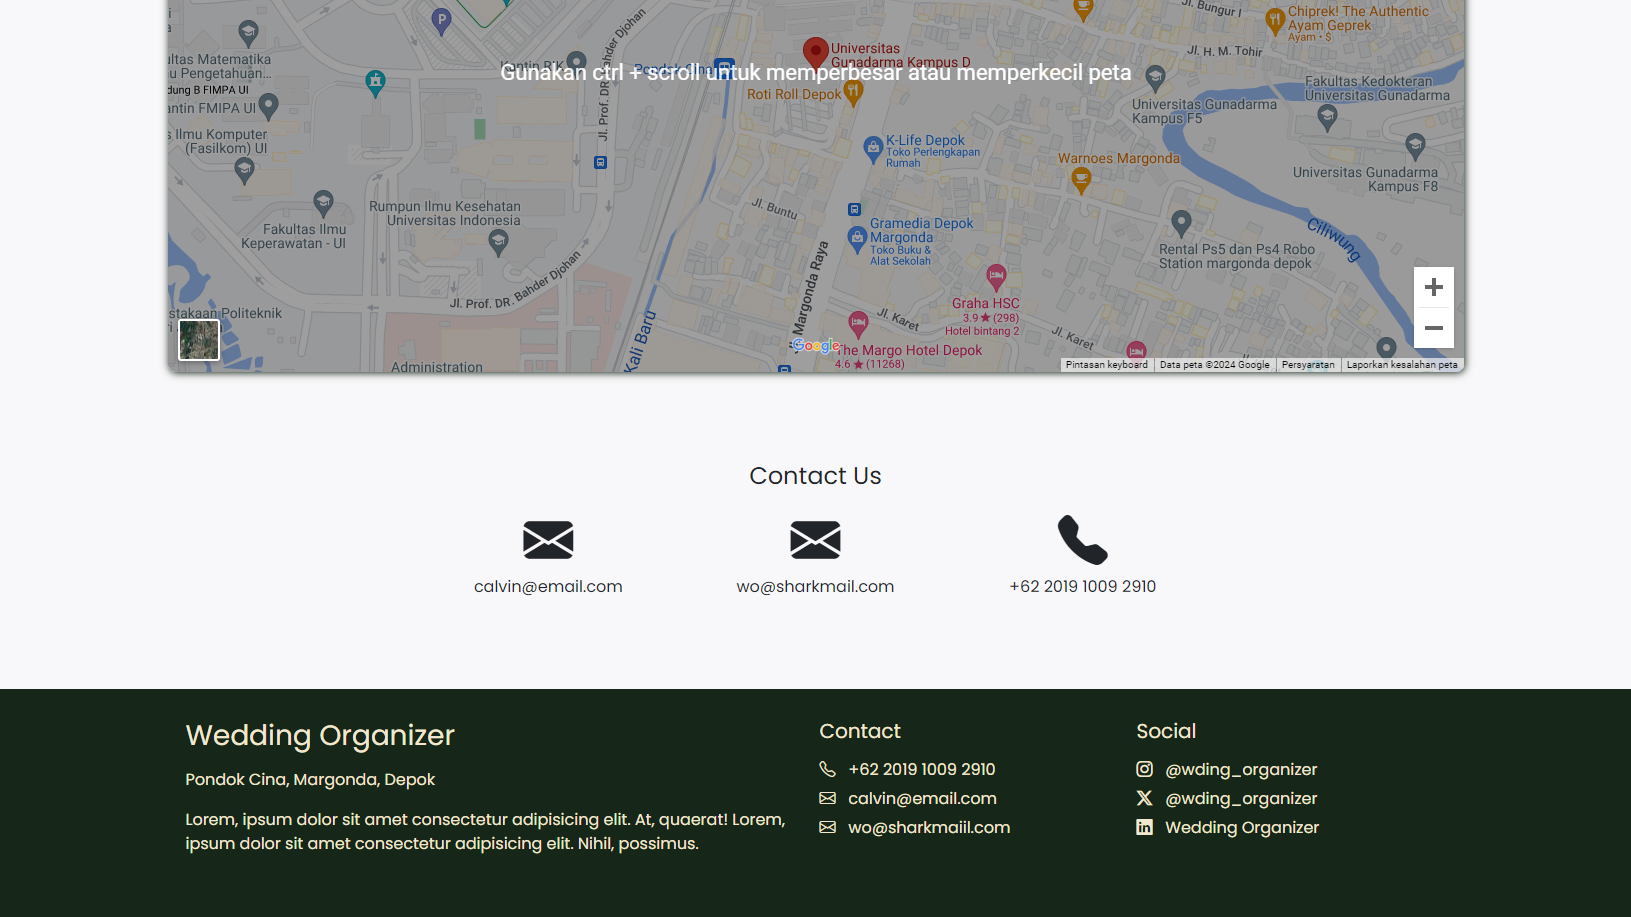 Jl. Bungur I
Chiprek! The Authentic
Ayam Geprek
Ayam • $
Jl. H. M. Tohir
P
Universitas
Gunadarma Kampus D
ultas Matematika
u Pengetahuan...
dung B FIMPA UI
antin FMIPA UI
s Ilmu Komputer
(Fasilkom) UI
Kantin RIK
Pondok Cina
Gunakan ctrl + scroll untuk memperbesar atau memperkecil peta
Roti Roll Depok
Jl. Prof. DR. Bahder Djohan
Universitas Gunadarma
Kampus F5
Fakultas Kedokteran
Universitas Gunadarma
K-Life Depok
Toko Perlengkapan
Rumah
Warnoes Margonda
Universitas Gunadarma
Kampus F8
Rumpun Ilmu Kesehatan
Universitas Indonesia
Fakultas Ilmu
Keperawatan - UI
Jl. Buntu
Gramedia Depok
Margonda
Toko Buku &
Alat Sekolah
Ciliwung
Rental Ps5 dan Ps4 Robo
Station margonda depok
Jl. Prof. DR. Bahder Djohan
Margonda Raya
Graha HSC
3.9★(298)
Hotel bintang 2
stakaan Politeknik
Jl. Karet
Jl. Karet
Kali Baru
Google
The Margo Hotel Depok
4.6★(11268)
Administration
Pintasan keyboard
Data peta ©2024 Google
Persyaratan
Laporkan kesalahan peta
Contact Us
calvin@email.com
wo@sharkmail.com
+62 2019 1009 2910
Wedding Organizer
Pondok Cina, Margonda, Depok
Lorem, ipsum dolor sit amet consectetur adipisicing elit. At, quaerat! Lorem,
ipsum dolor sit amet consectetur adipisicing elit. Nihil, possimus.
Contact
+62 2019 1009 2910
calvin@email.com
wo@sharkmaiil.com
Social
@wding_organizer
@wding_organizer
Wedding Organizer